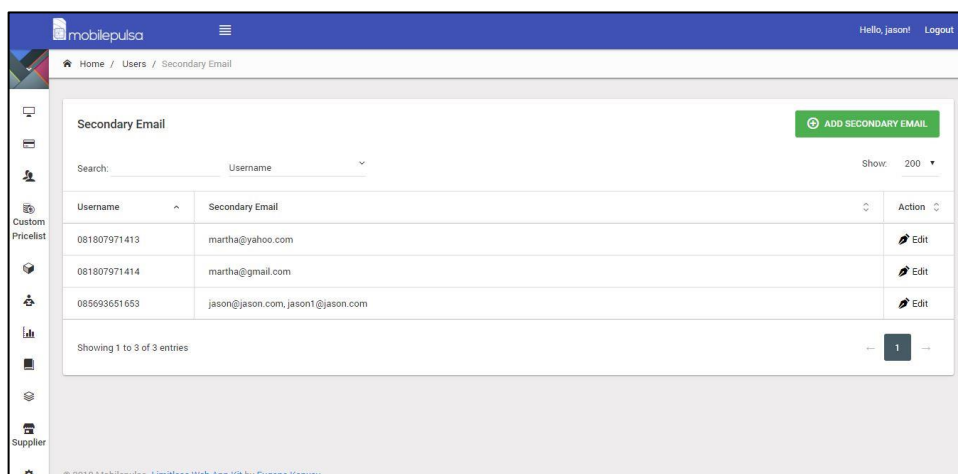 mobilepulsa
Hello, jason! Logout
Home / Users / Secondary Email
Custom Pricelist
Supplier
Secondary Email
ADD SECONDARY EMAIL
Search: Username
Show: 200
Username Secondary Email Action
081807971413 martha@yahoo.com Edit
081807971414 martha@gmail.com Edit
085693651653 jason@jason.com, jason1@jason.com Edit
Showing 1 to 3 of 3 entries
← 1 →